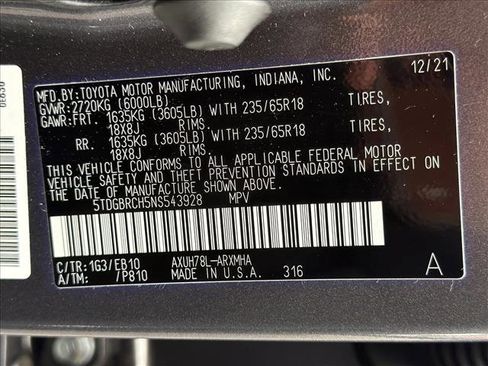 MFD.BY:TOYOTA MOTOR MANUFACTURING, INDIANA, INC. 12/21
GVWR:2720KG (6000LB)
GAWR:FRT. 1635KG (3605LB) WITH 235/65R18 TIRES,
18X8J RIMS.
RR. 1635KG (3605LB) WITH 235/65R18 TIRES,
18X8J RIMS.
THIS VEHICLE CONFORMS TO ALL APPLICABLE FEDERAL MOTOR
VEHICLE SAFETY AND THEFT PREVENTION STANDARDS IN EFFECT ON
THE DATE OF MANUFACTURE SHOWN ABOVE.
5TDGBRCH5NS543928 MPV
C/TR:1G3/EB10 AXUH78L-ARXMHA
A/TM: /P810 MADE IN U.S.A. 316 A